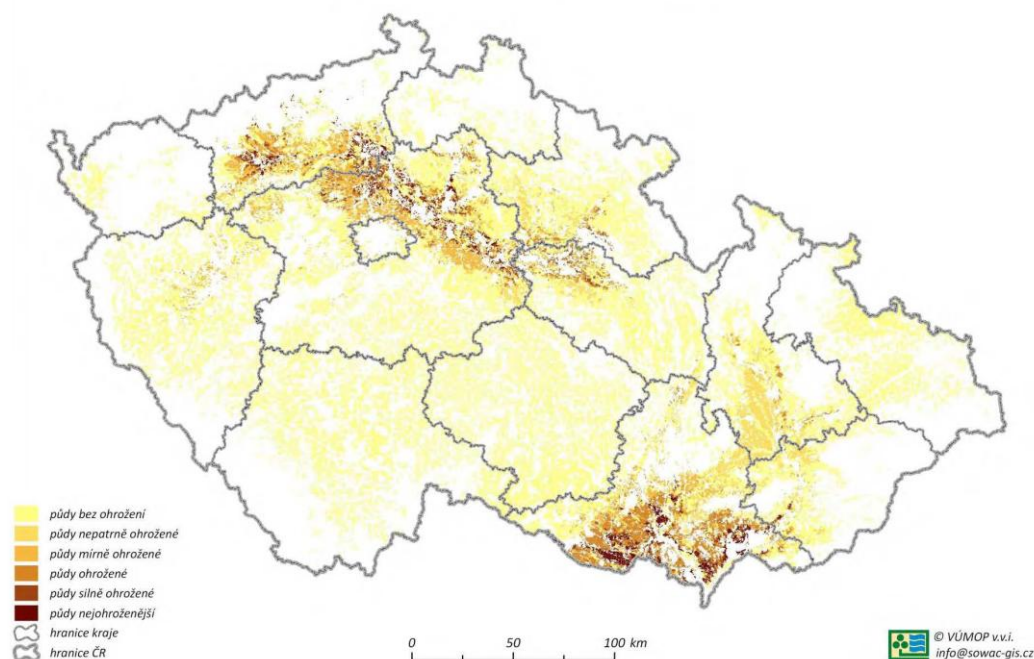 půdy bez ohrožení
půdy nepatrně ohrožené
půdy mírně ohrožené
půdy ohrožené
půdy silně ohrožené
půdy nejohroženější
hranice kraje
hranice ČR
0 50 100 km
© VÚMOP v.v.i.
info@sowac-gis.cz